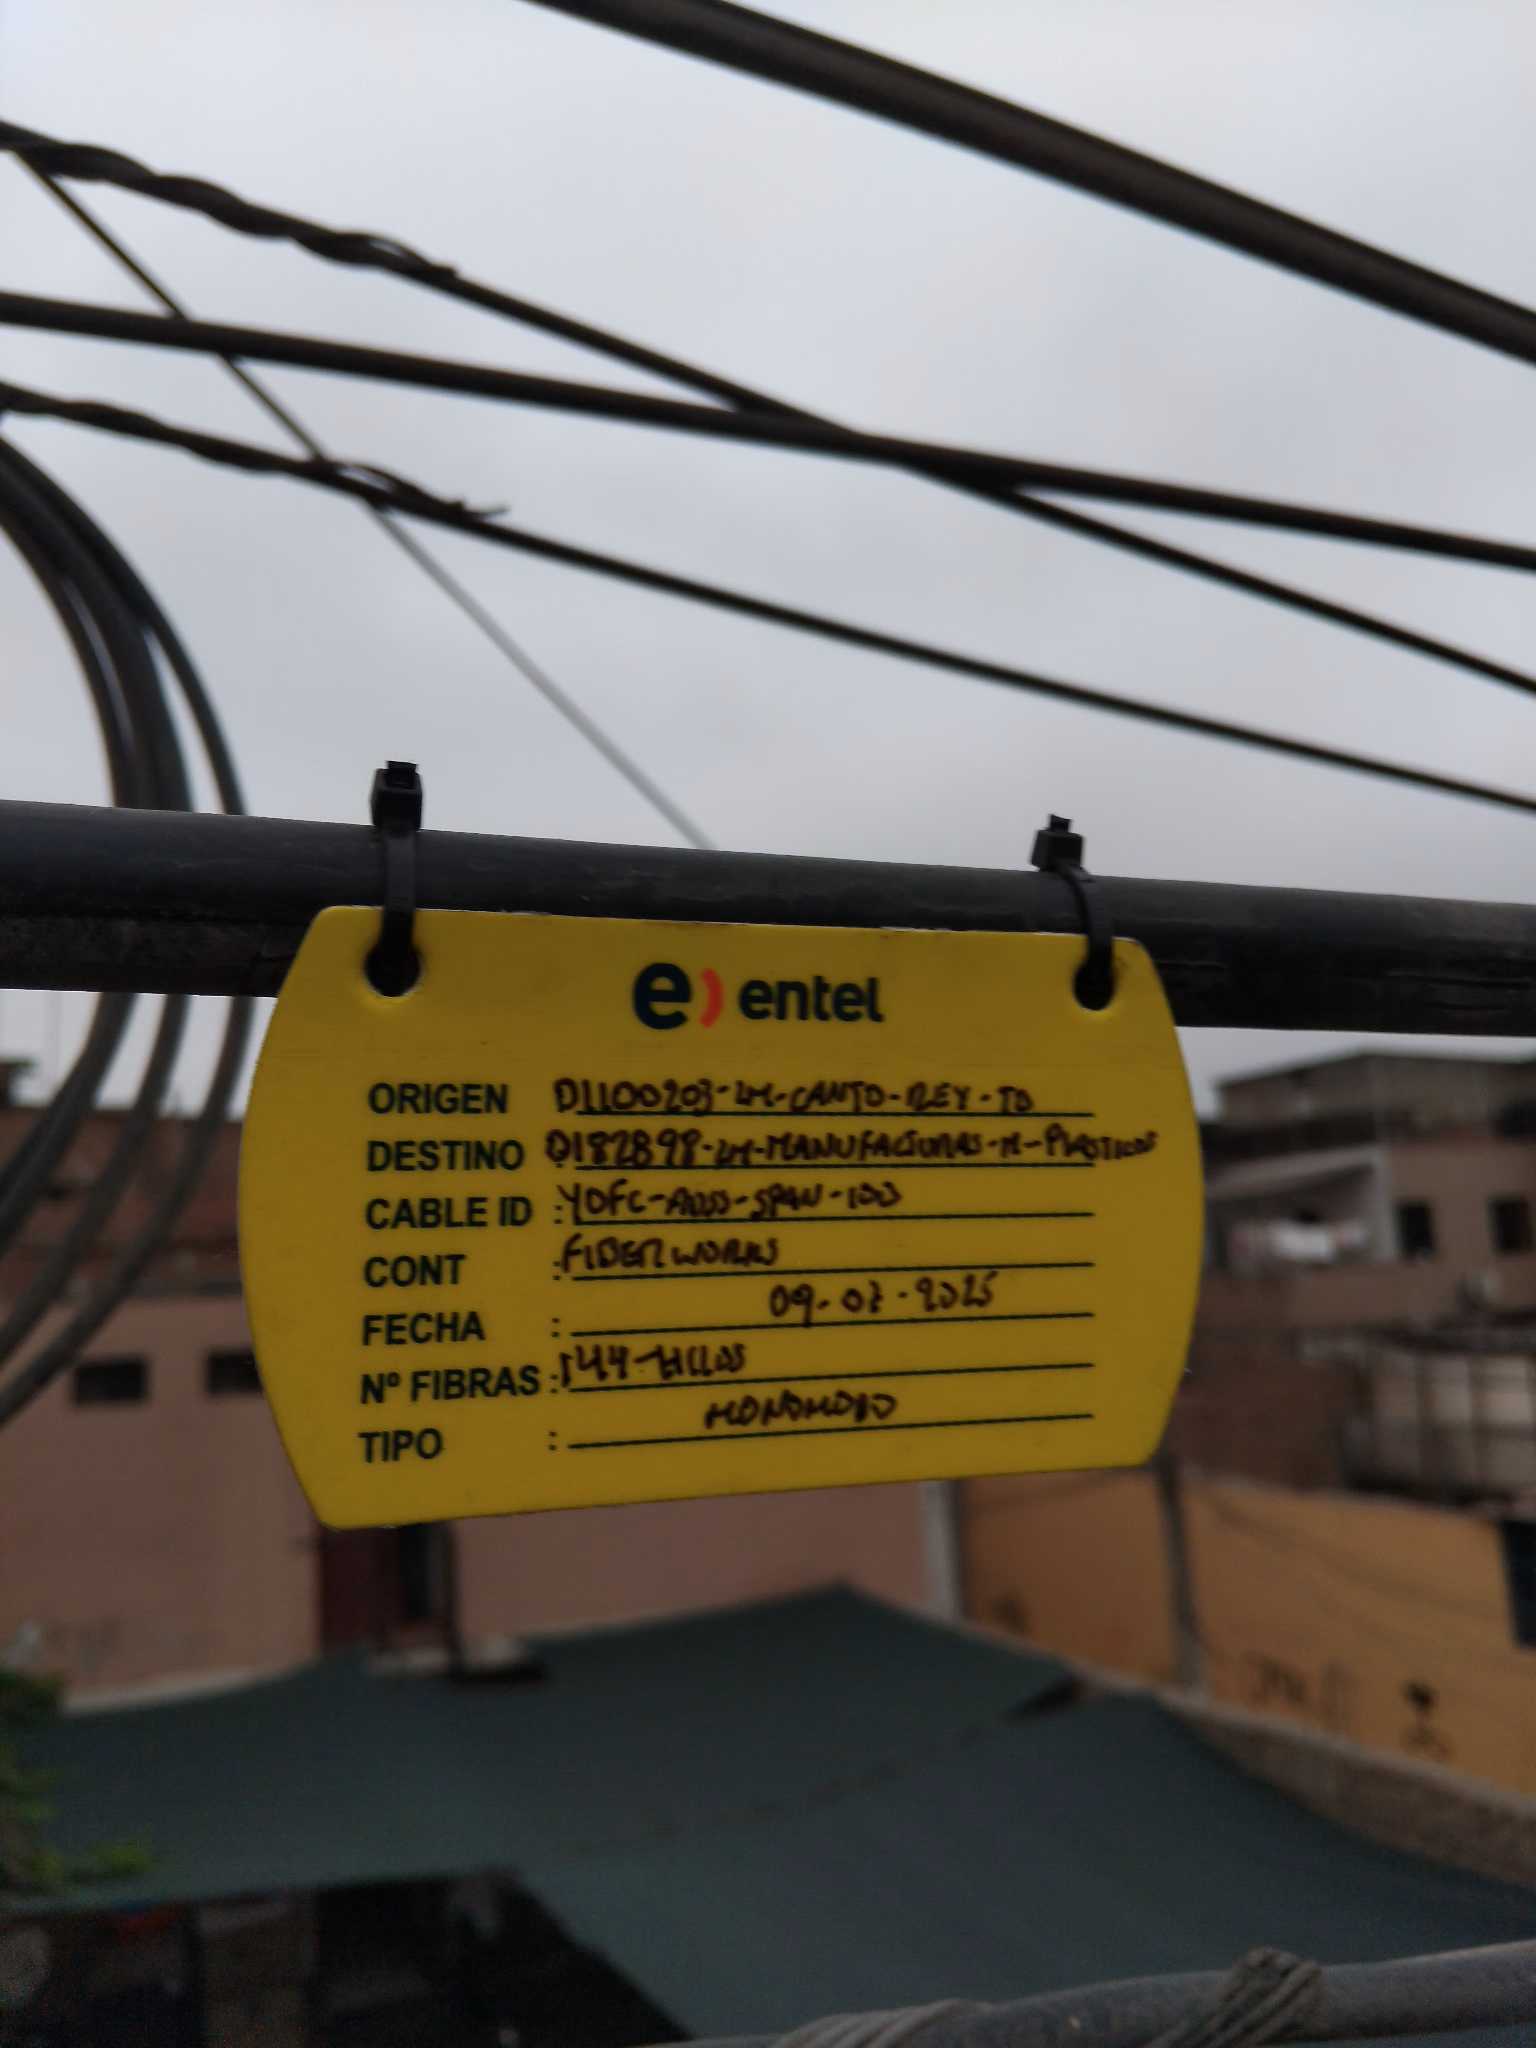 e) entel
ORIGEN D1100203-LM-CANTO-REY-TD
DESTINO 0182898-LM-MANUFACTURAS-M-PLASTICOS
CABLE ID : YOFC-ADSS-SPAN-100
CONT : FIBERWORKS
FECHA : 09-07-2025
Nº FIBRAS : 144-HILOS
TIPO : MONOMODO